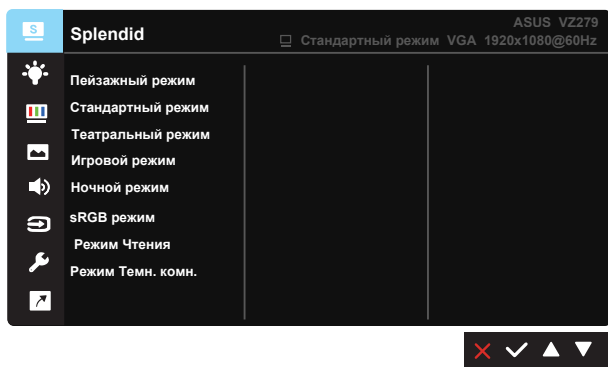 S
Splendid
ASUS VZ279
Стандартный режим VGA 1920x1080@60Hz
Пейзажный режим
Стандартный режим
Театральный режим
Игровой режим
Ночной режим
sRGB режим
Режим Чтения
Режим Темн. комн.